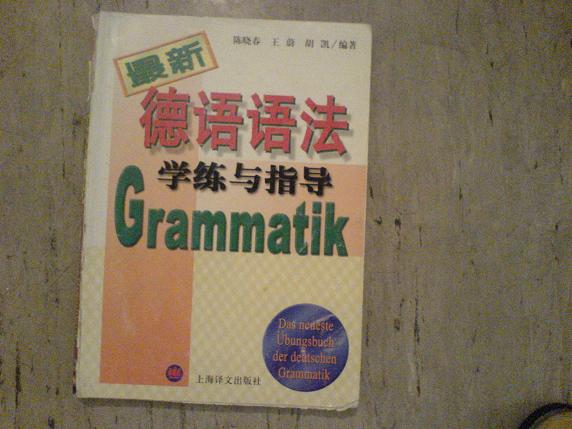 陈晓春 王蔚 胡凯/编著
最新
德语语法
学练与指导
Grammatik
Das neueste
Übungsbuch
der deutschen
Grammatik
上海译文出版社